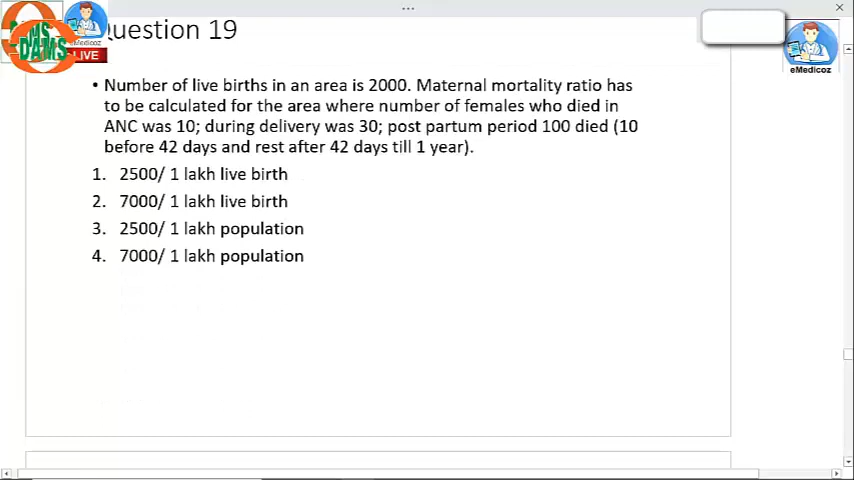 uestion 19
DAMS
LIVE
eMedicoz
• Number of live births in an area is 2000. Maternal mortality ratio has
to be calculated for the area where number of females who died in
ANC was 10; during delivery was 30; post partum period 100 died (10
before 42 days and rest after 42 days till 1 year).
1. 2500/ 1 lakh live birth
2. 7000/ 1 lakh live birth
3. 2500/ 1 lakh population
4. 7000/ 1 lakh population